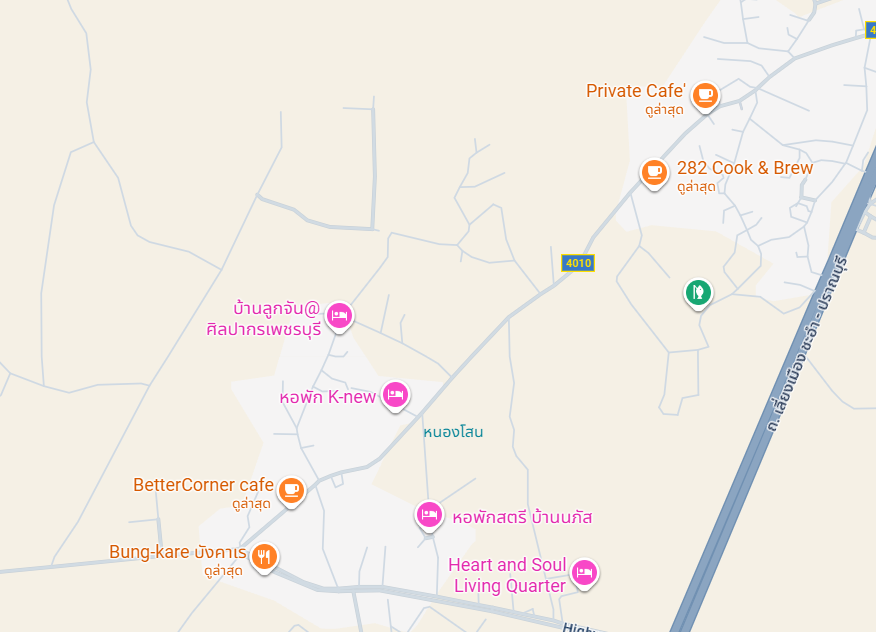 4
Private Cafe'
ดูล่าสุด
282 Cook & Brew
ดูล่าสุด
4010
ถ. เลี่ยงเมือง ชะอำ - ปราณบุรี
บ้านลูกจัน@
ศิลปากรเพชรบุรี
หอพัก K-new
หนองโสน
BetterCorner cafe
ดูล่าสุด
หอพักสตรี บ้านนภัส
Bung-kare บังคาเร
ดูล่าสุด
Heart and Soul
Living Quarter